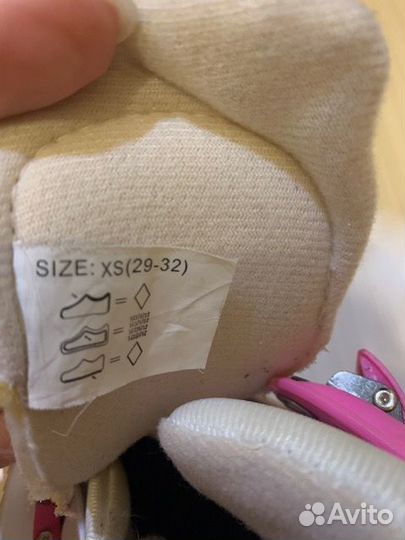 SIZE: XS(29-32)
=
=
=
Avito